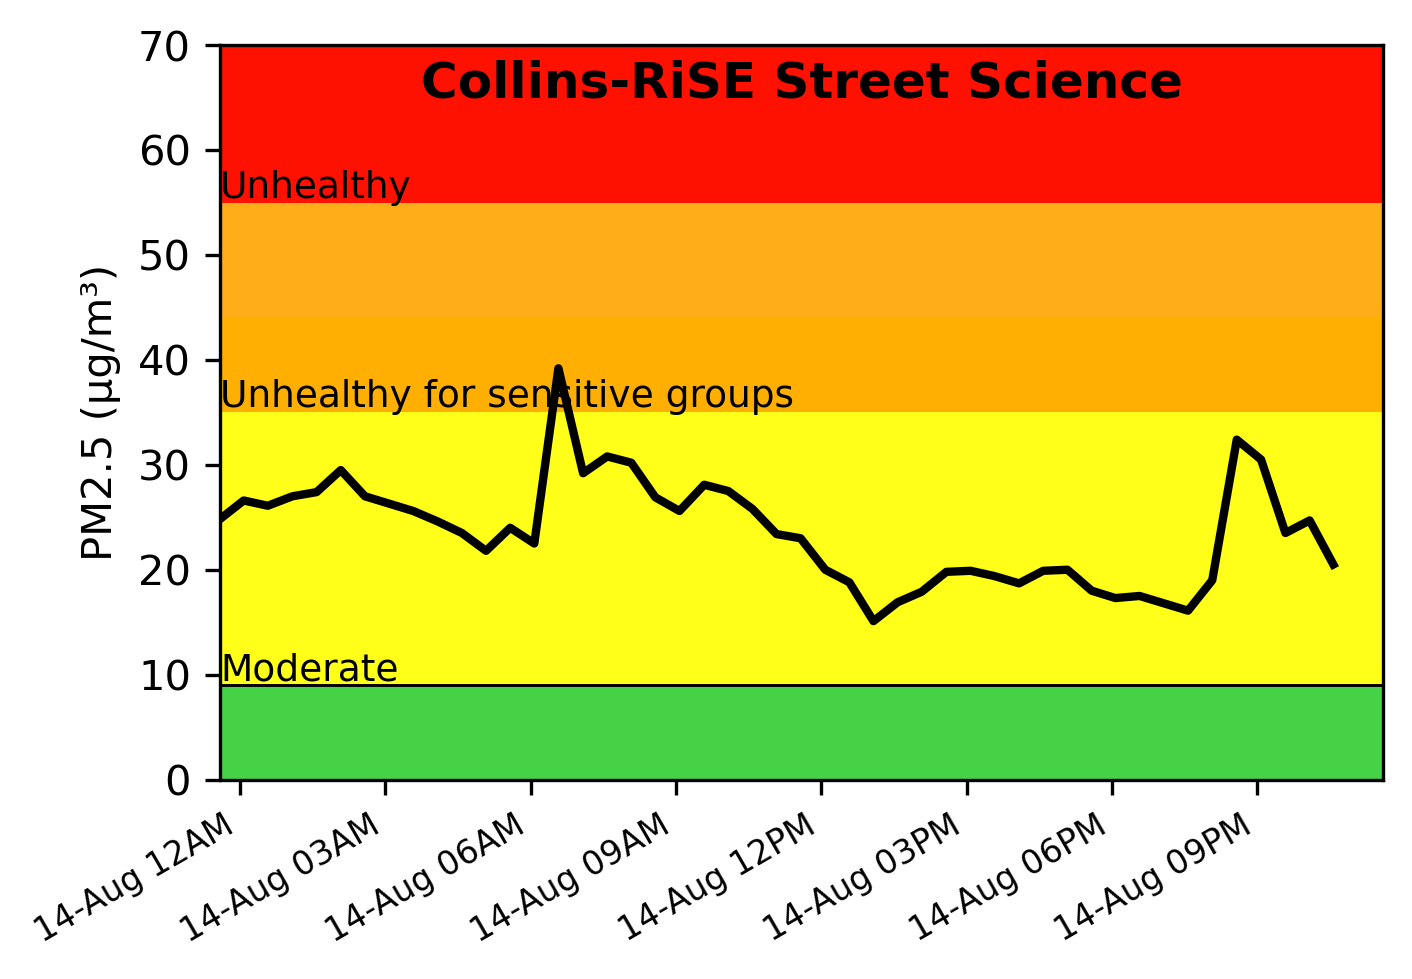 Collins-RiSE Street Science
70
60
Unhealthy
50
40
Unhealthy for sensitive groups
30
20
Moderate
10
0
PM2.5 (μg/m³)
14-Aug 12AM
14-Aug 03AM
14-Aug 06AM
14-Aug 09AM
14-Aug 12PM
14-Aug 03PM
14-Aug 06PM
14-Aug 09PM